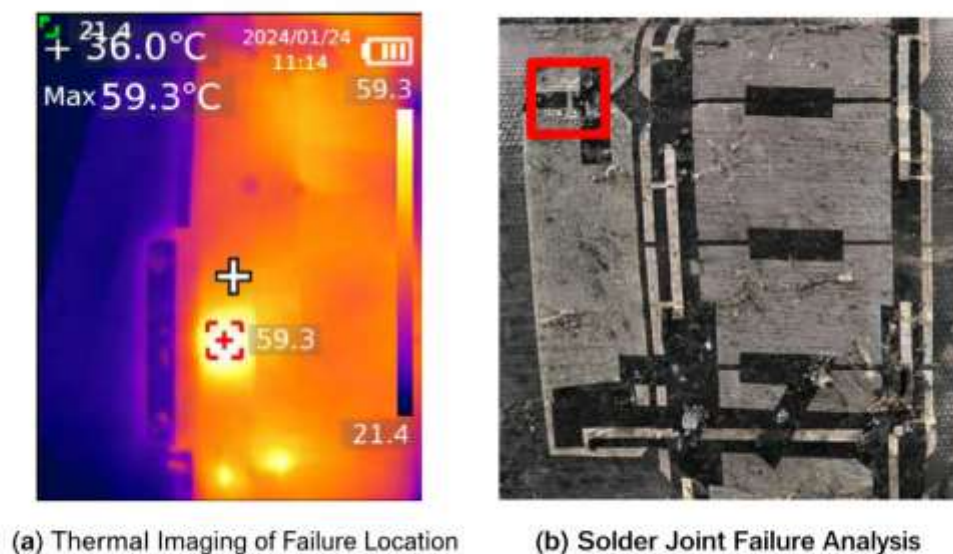 21.4
+ 36.0°C
2024/01/24
11:14
Max 59.3°C
59.3
59.3
21.4
(a) Thermal Imaging of Failure Location
(b) Solder Joint Failure Analysis